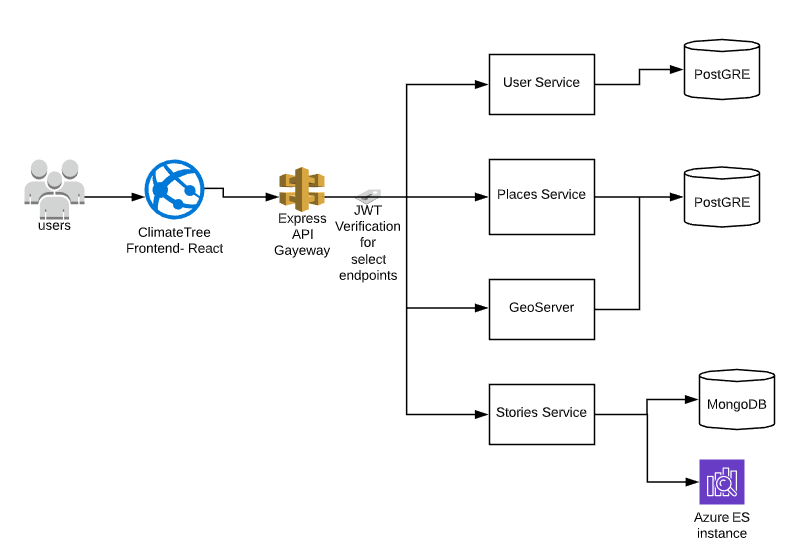 users
ClimateTree
Frontend- React
Express
API
Gayeway
JWT
Verification
for
select
endpoints
User Service
PostGRE
Places Service
PostGRE
GeoServer
Stories Service
MongoDB
Azure ES
instance